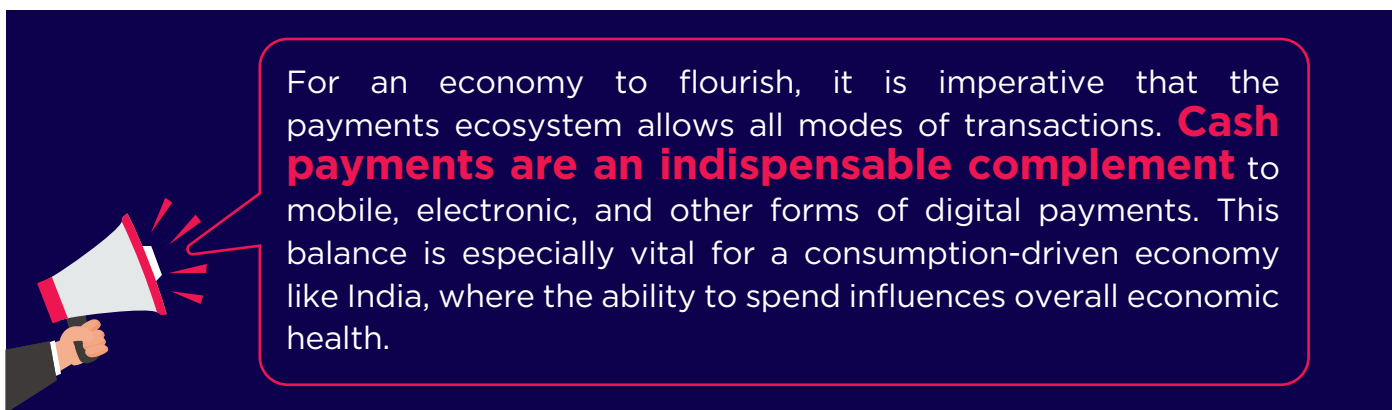 For an economy to flourish, it is imperative that the
payments ecosystem allows all modes of transactions. Cash
payments are an indispensable complement to
mobile, electronic, and other forms of digital payments. This
balance is especially vital for a consumption-driven economy
like India, where the ability to spend influences overall economic
health.